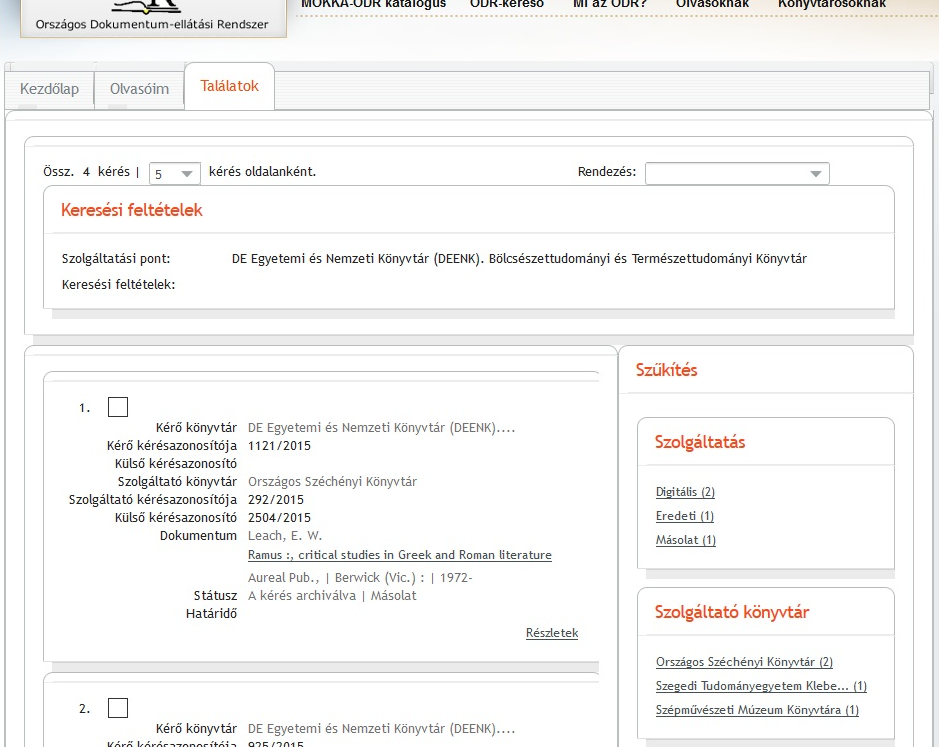 MOKKA-ODR katalógus ODR-kereső Mi az ODR? Olvasóknak Könyvtárosoknak
Országos Dokumentum-ellátási Rendszer
Kezdőlap Olvasóim Találatok
Össz. 4 kérés | 5 kérés oldalanként. Rendezés:
Keresési feltételek
Szolgáltatási pont: DE Egyetemi és Nemzeti Könyvtár (DEENK). Bölcsészettudományi és Természettudományi Könyvtár
Keresési feltételek:
1.
Kérő könyvtár DE Egyetemi és Nemzeti Könyvtár (DEENK)....
Kérő kérésazonosítója 1121/2015
Külső kérésazonosító
Szolgáltató könyvtár Országos Széchényi Könyvtár
Szolgáltató kérésazonosítója 292/2015
Külső kérésazonosító 2504/2015
Dokumentum Leach, E. W.
Ramus :, critical studies in Greek and Roman literature
Aureal Pub., | Berwick (Vic.) : | 1972-
Státusz A kérés archiválva | Másolat
Határidő
Részletek
2.
Kérő könyvtár DE Egyetemi és Nemzeti Könyvtár (DEENK)....
Kérő kérésazonosítója 925/2015
Szűkítés
Szolgáltatás
Digitális (2)
Eredeti (1)
Másolat (1)
Szolgáltató könyvtár
Országos Széchényi Könyvtár (2)
Szegedi Tudományegyetem Klebe... (1)
Szépművészeti Múzeum Könyvtára (1)